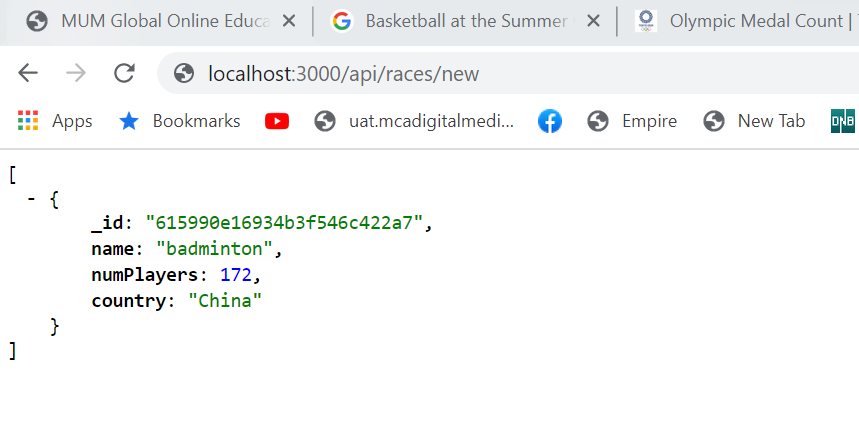 MUM Global Online Educa
Basketball at the Summer
Olympic Medal Count |
localhost:3000/api/races/new
Apps Bookmarks uat.mcadigitalmedi... Empire New Tab DNB
[
- {
_id: "615990e16934b3f546c422a7",
name: "badminton",
numPlayers: 172,
country: "China"
}
]